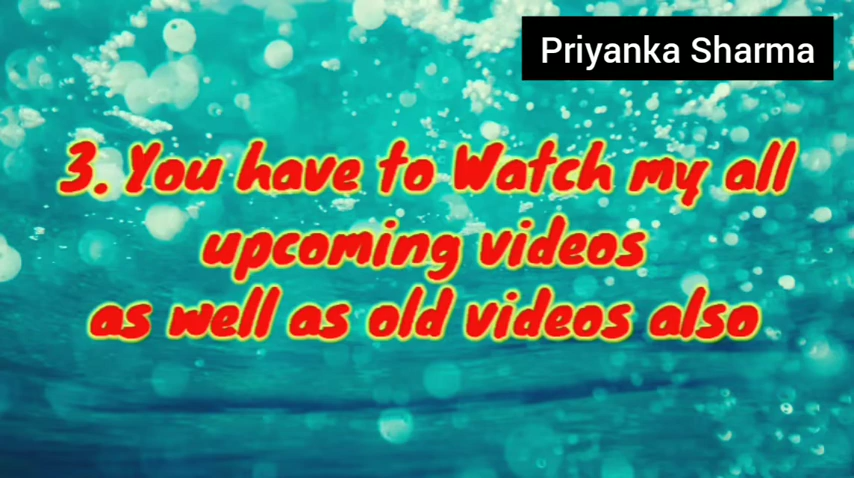 Priyanka Sharma
3. You have to Watch my all
upcoming videos
as well as old videos also